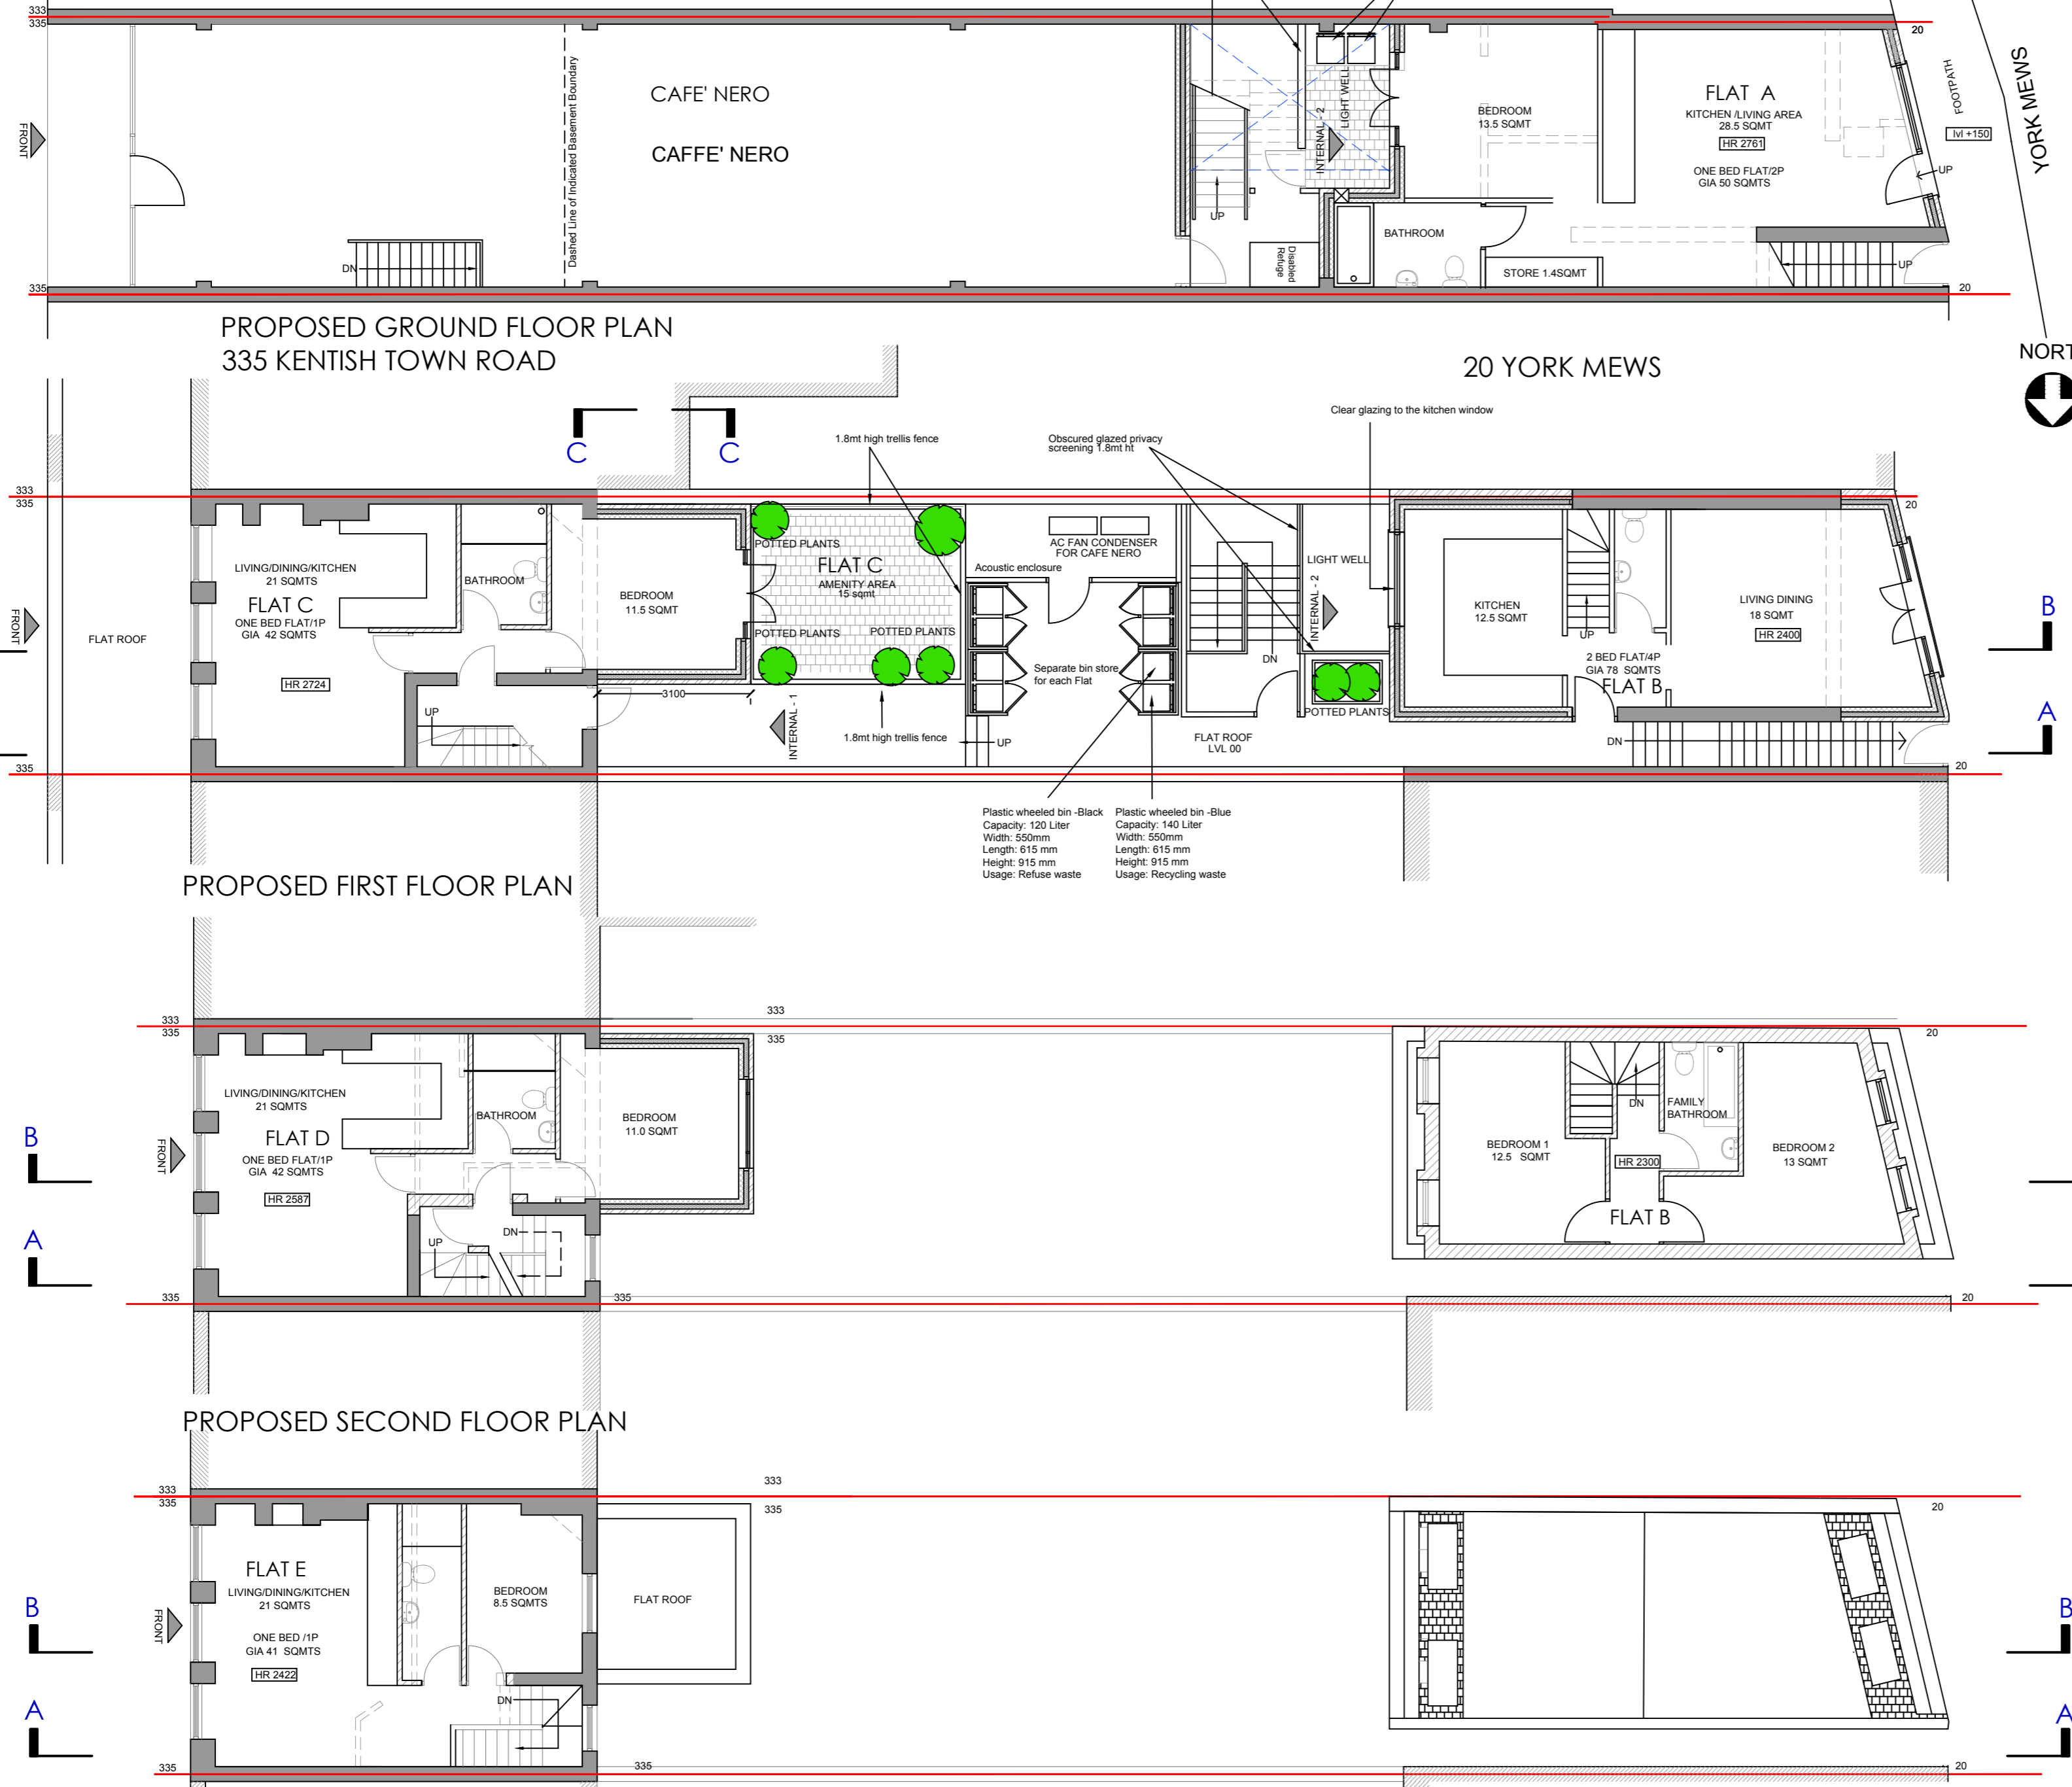 333
335
FRONT
Dashed Line of Indicated Basement Boundary
CAFE' NERO
CAFFE' NERO
DN
UP
INTERNAL - 2
LIGHT WELL
Disabled
Refuge
BEDROOM
13.5 SQMT
BATHROOM
STORE 1.4SQMT
FLAT A
KITCHEN /LIVING AREA
28.5 SQMT
HR 2761
ONE BED FLAT/2P
GIA 50 SQMTS
UP
UP
20
FOOTPATH
lvl +150
YORK MEWS
335
20
PROPOSED GROUND FLOOR PLAN
335 KENTISH TOWN ROAD
20 YORK MEWS
NORT
C
C
1.8mt high trellis fence
Obscured glazed privacy
screening 1.8mt ht
Clear glazing to the kitchen window
333
335
20
FRONT
FLAT ROOF
LIVING/DINING/KITCHEN
21 SQMTS
FLAT C
ONE BED FLAT/1P
GIA 42 SQMTS
HR 2724
BATHROOM
UP
BEDROOM
11.5 SQMT
3100
POTTED PLANTS
FLAT C
AMENITY AREA
15 sqmt
POTTED PLANTS
POTTED PLANTS
INTERNAL - 1
1.8mt high trellis fence
AC FAN CONDENSER
FOR CAFE NERO
Acoustic enclosure
Separate bin store
for each Flat
UP
DN
FLAT ROOF
LVL 00
LIGHT WELL
INTERNAL - 2
POTTED PLANTS
KITCHEN
12.5 SQMT
UP
2 BED FLAT/4P
GIA 78 SQMTS
FLAT B
LIVING DINING
18 SQMT
HR 2400
DN
B
A
335
20
Plastic wheeled bin -Black
Capacity: 120 Liter
Width: 550mm
Length: 615 mm
Height: 915 mm
Usage: Refuse waste
Plastic wheeled bin -Blue
Capacity: 140 Liter
Width: 550mm
Length: 615 mm
Height: 915 mm
Usage: Recycling waste
PROPOSED FIRST FLOOR PLAN
333
335
333
335
20
B
A
FRONT
LIVING/DINING/KITCHEN
21 SQMTS
FLAT D
ONE BED FLAT/1P
GIA 42 SQMTS
HR 2587
BATHROOM
UP
DN
BEDROOM
11.0 SQMT
BEDROOM 1
12.5 SQMT
DN
FAMILY
BATHROOM
HR 2300
FLAT B
BEDROOM 2
13 SQMT
335
335
20
PROPOSED SECOND FLOOR PLAN
333
335
333
335
20
B
A
FRONT
FLAT E
LIVING/DINING/KITCHEN
21 SQMTS
ONE BED /1P
GIA 41 SQMTS
HR 2422
BEDROOM
8.5 SQMTS
DN
FLAT ROOF
B
A
335
335
20